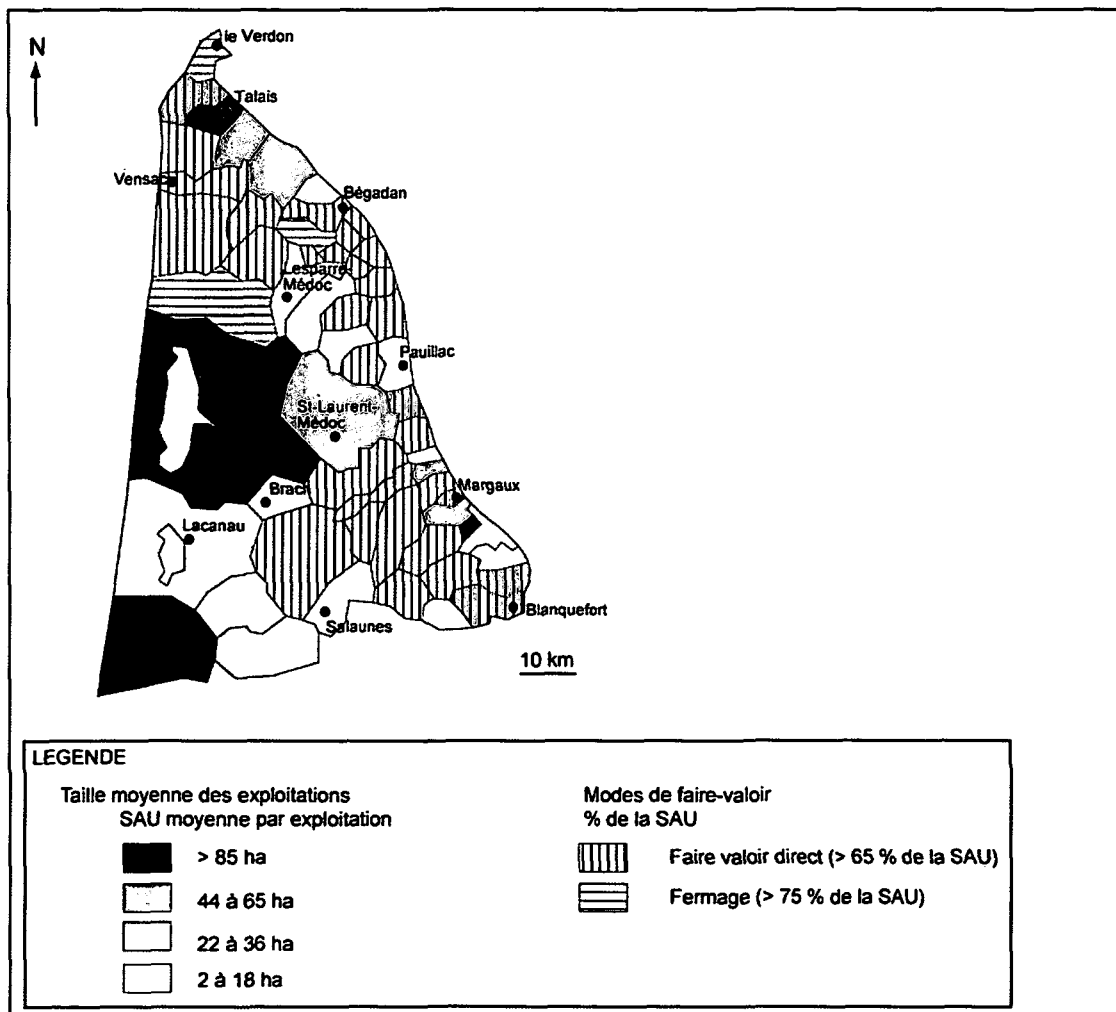 le Verdon
N
Talais
Vensac
Bégadan
Lesparre-
Médoc
Pauillac
St-Laurent-
Médoc
Margaux
Brach
Lacanau
Blanquefort
Salaunes
10 km
LEGENDE
Taille moyenne des exploitations
SAU moyenne par exploitation
> 85 ha
44 à 65 ha
22 à 36 ha
2 à 18 ha
Modes de faire-valoir
% de la SAU
Faire valoir direct (> 65 % de la SAU)
Fermage (> 75 % de la SAU)